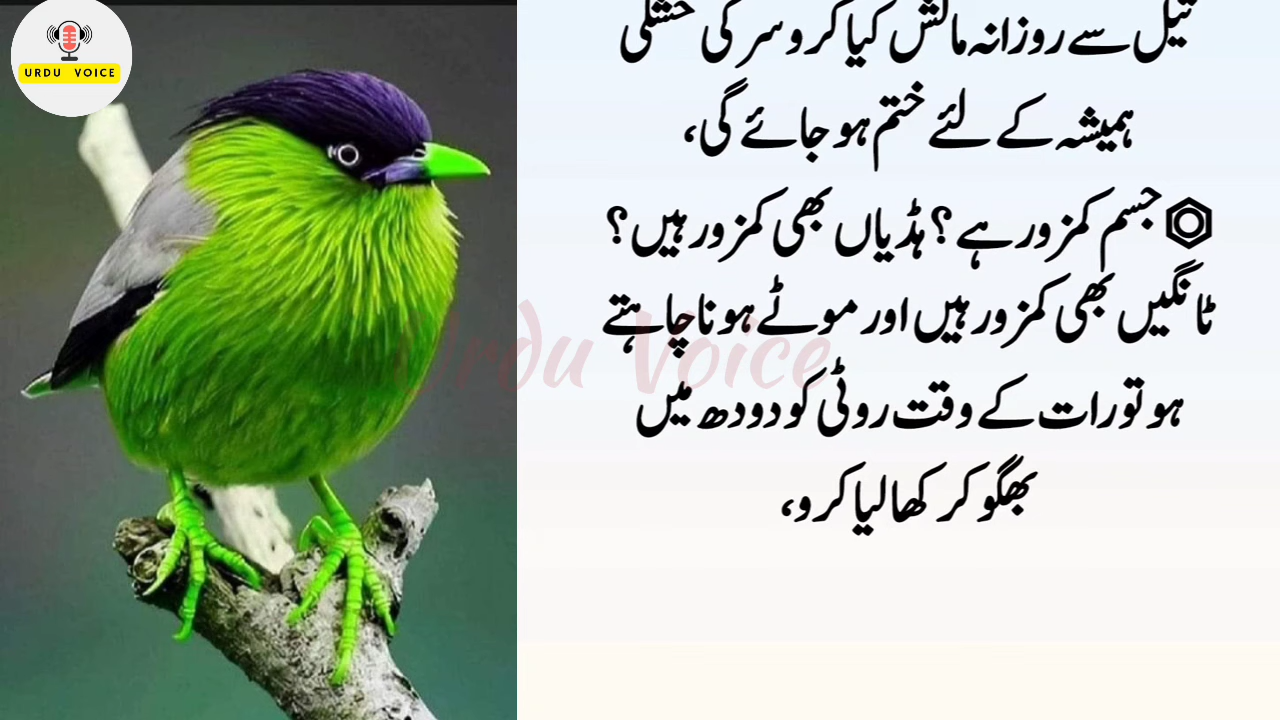 URDU VOICE
تیل سے روزانہ مالش کیا کرو سر کی خشکی
ہمیشہ کے لئے ختم ہو جائے گی،
جسم کمزور ہے؟ ہڈیاں بھی کمزور ہیں؟
ٹانگیں بھی کمزور ہیں اور موٹے ہونا چاہتے
ہو تو رات کے وقت روٹی کو دودھ میں
بھگو کر کھا لیا کرو،
Urdu Voice